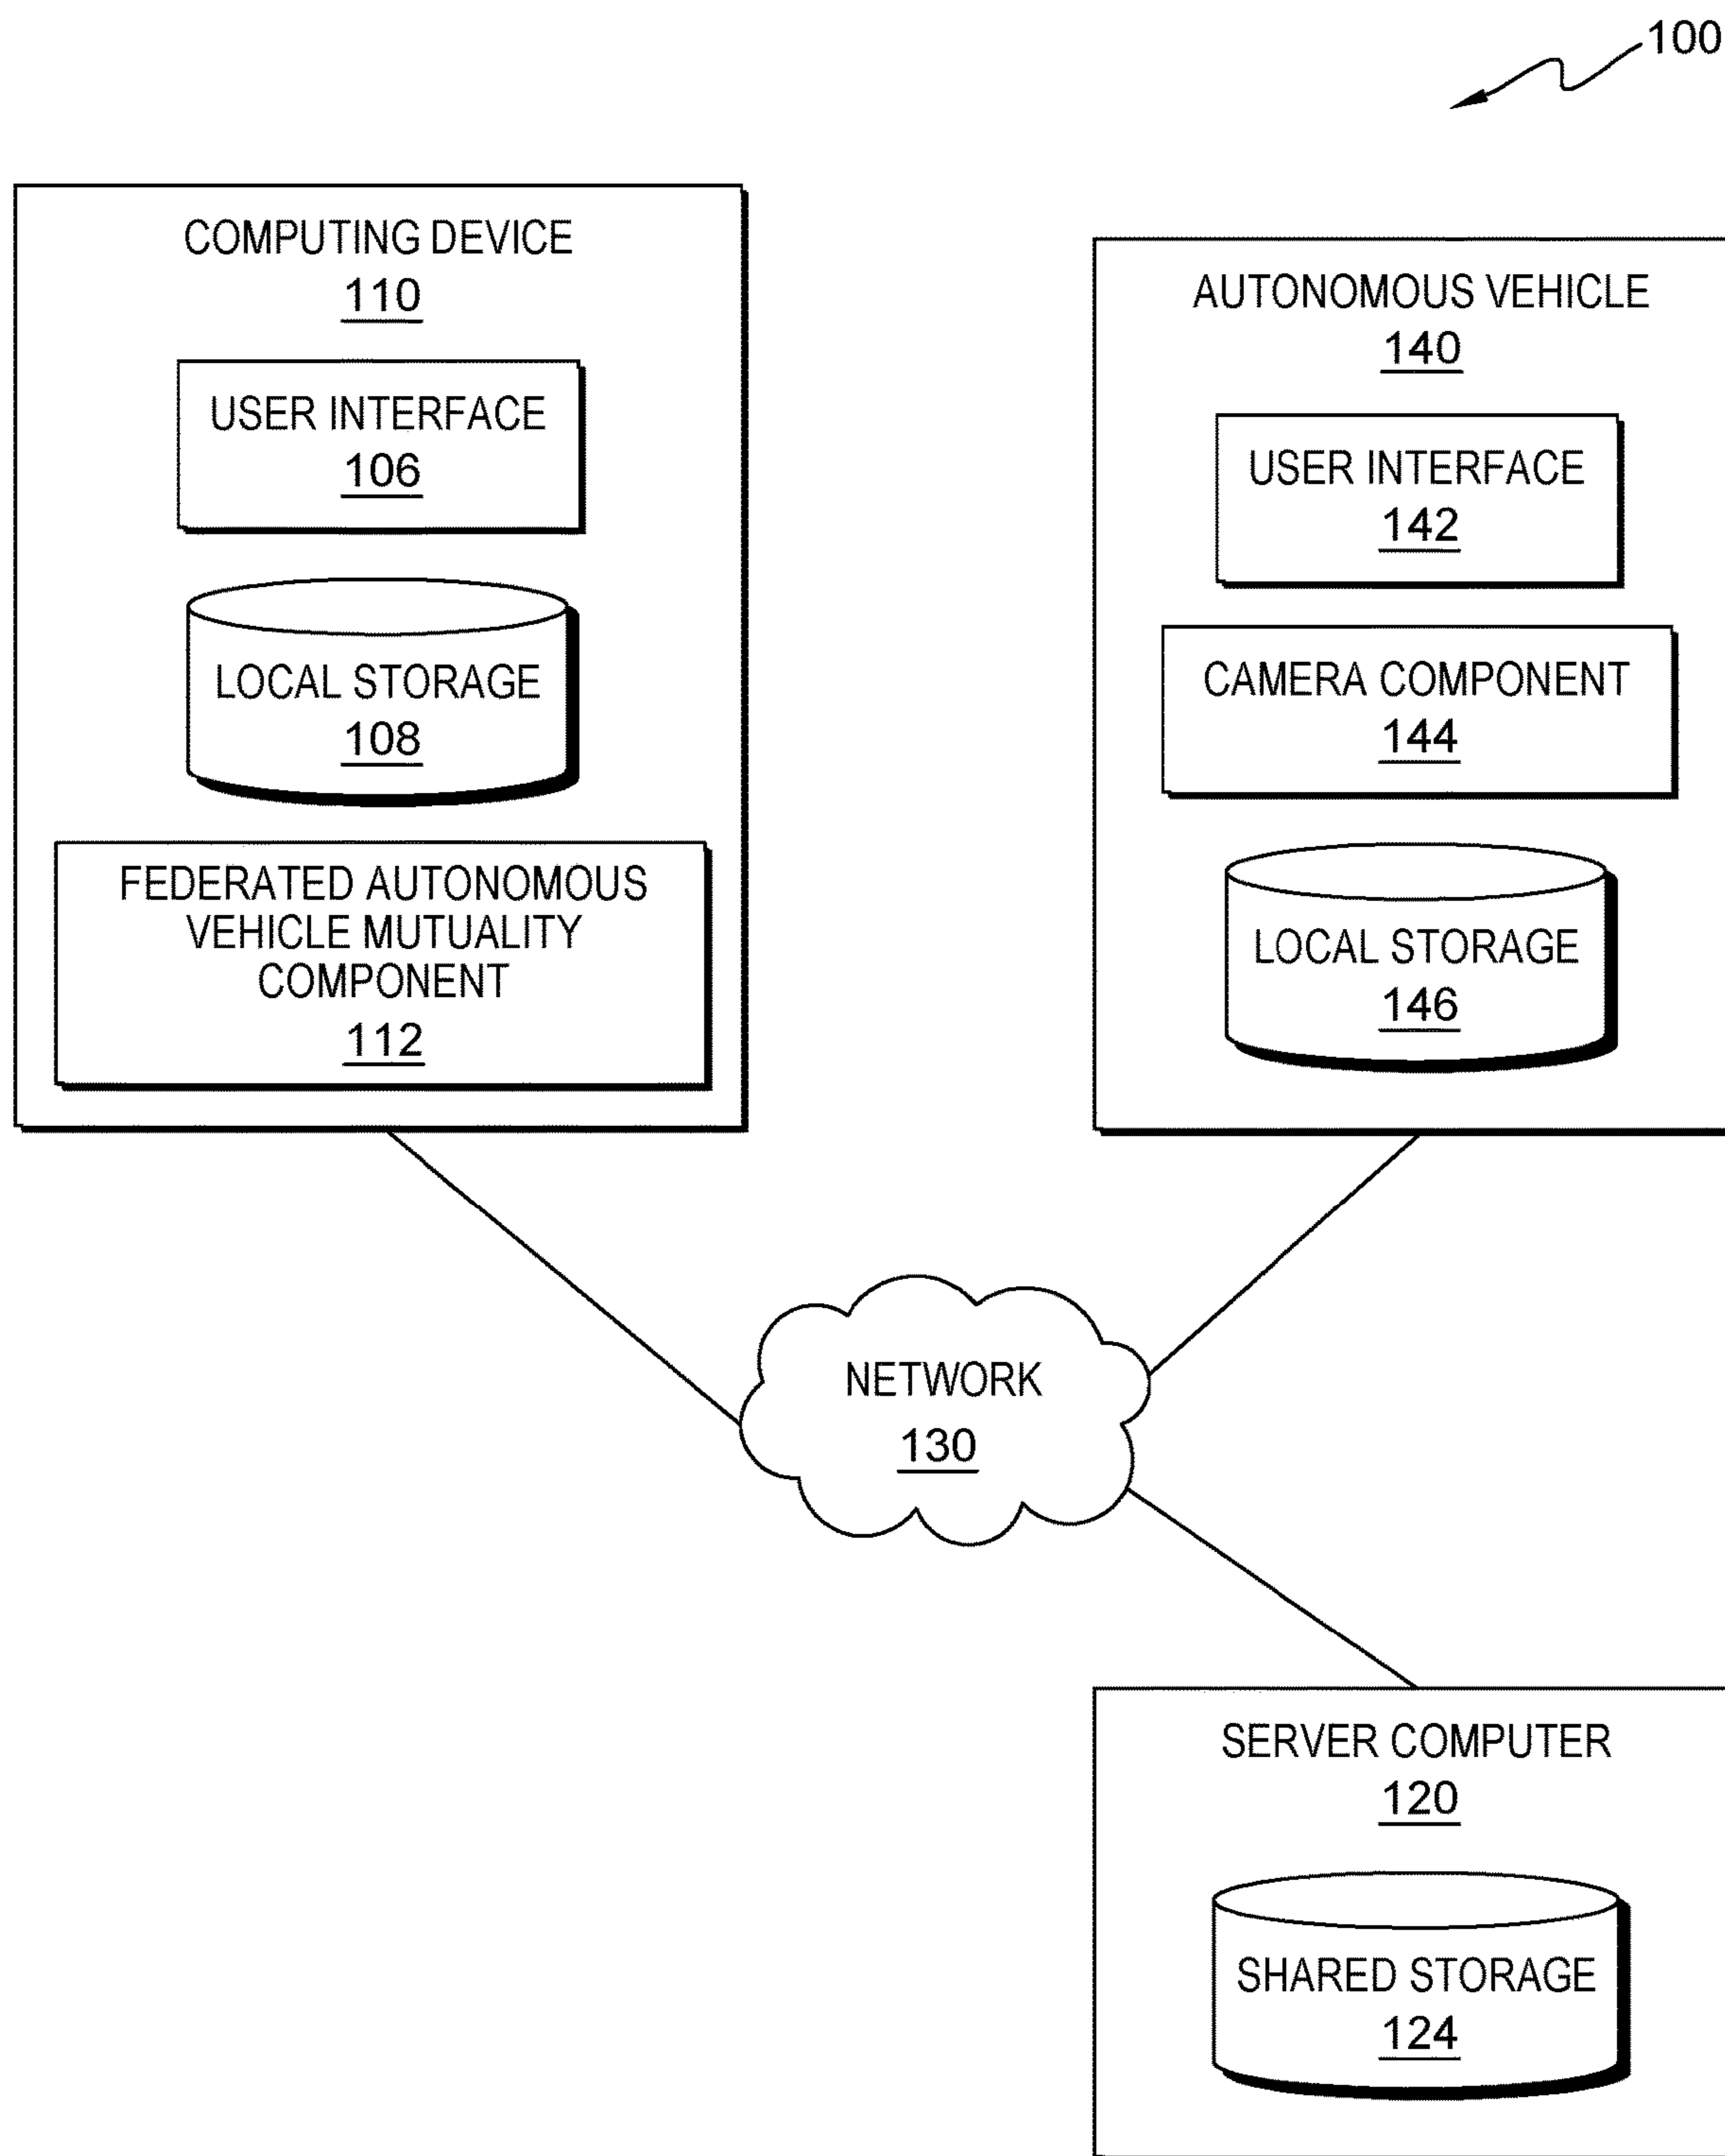 100
COMPUTING DEVICE
110
USER INTERFACE
106
LOCAL STORAGE
108
FEDERATED AUTONOMOUS
VEHICLE MUTUALITY
COMPONENT
112
AUTONOMOUS VEHICLE
140
USER INTERFACE
142
CAMERA COMPONENT
144
LOCAL STORAGE
146
NETWORK
130
SERVER COMPUTER
120
SHARED STORAGE
124